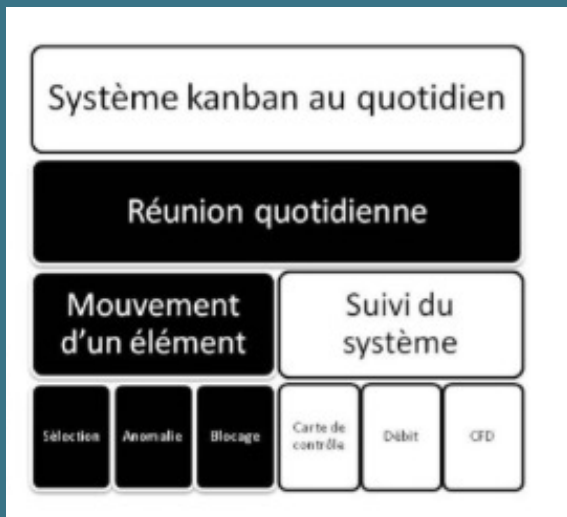 Système kanban au quotidien
Réunion quotidienne
Mouvement
d'un élément
Suivi du
système
Sélection
Anomalie
Blocage
Carte de
contrôle
Débit
CFD